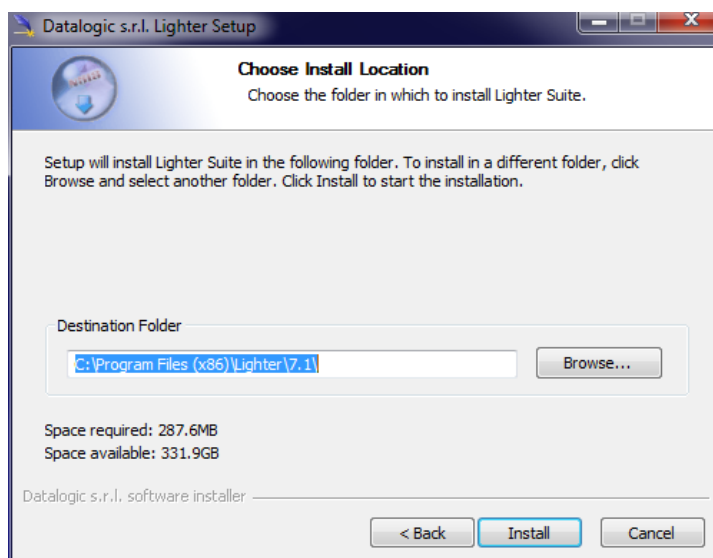 Datalogic s.r.l. Lighter Setup
Choose Install Location
Choose the folder in which to install Lighter Suite.
Setup will install Lighter Suite in the following folder. To install in a different folder, click
Browse and select another folder. Click Install to start the installation.
Destination Folder
C:\Program Files (x86)\Lighter\7.1\
Browse...
Space required: 287.6MB
Space available: 331.9GB
Datalogic s.r.l. software installer
< Back
Install
Cancel